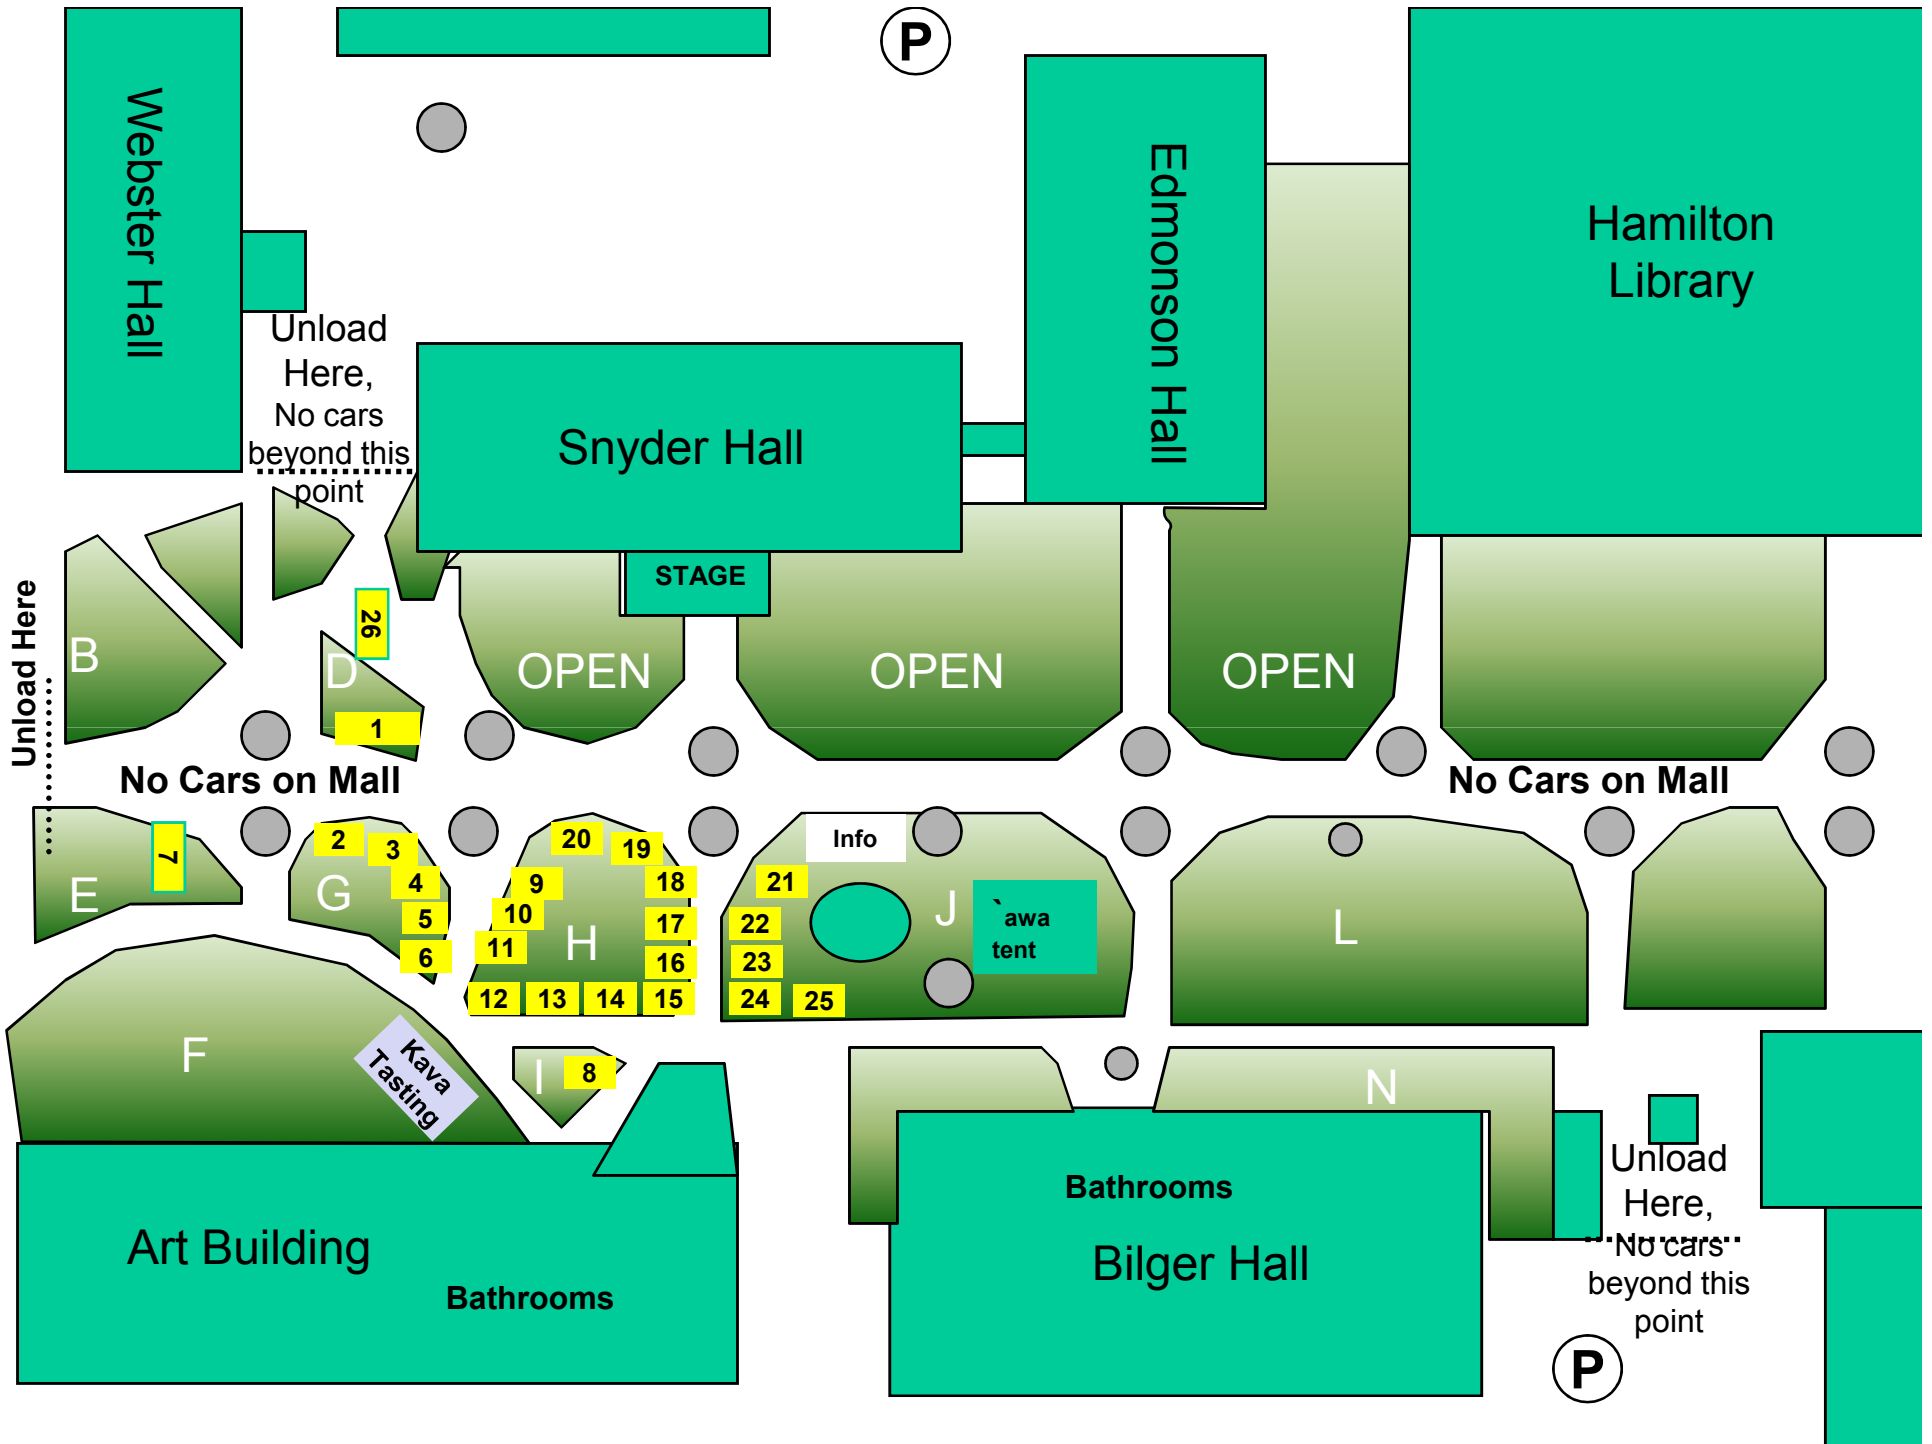 P
Webster Hall
Edmonson Hall
Hamilton
Library
Unload
Here,
No cars
beyond this
point
Snyder Hall
STAGE
Unload Here
B
26
D
1
OPEN
OPEN
OPEN
No Cars on Mall
No Cars on Mall
E
7
G
2
3
4
5
6
H
20
19
9
18
10
17
11
16
12
13
14
15
Info
21
22
23
24
25
J
`awa
tent
L
F
Kava
Tasting
I
8
N
Art Building
Bathrooms
Bathrooms
Bilger Hall
Unload
Here,
No cars
beyond this
point
P